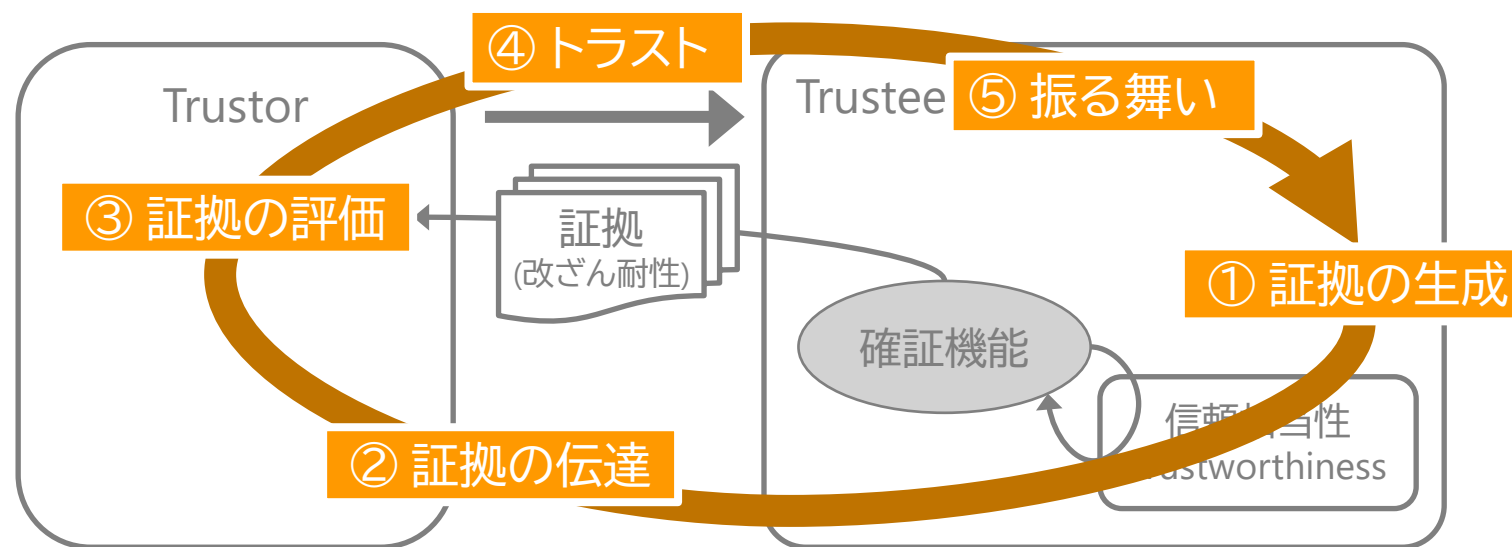 ④ トラスト
Trustor
Trustee
⑤ 振る舞い
③ 証拠の評価
証拠
(改ざん耐性)
① 証拠の生成
確証機能
② 証拠の伝達